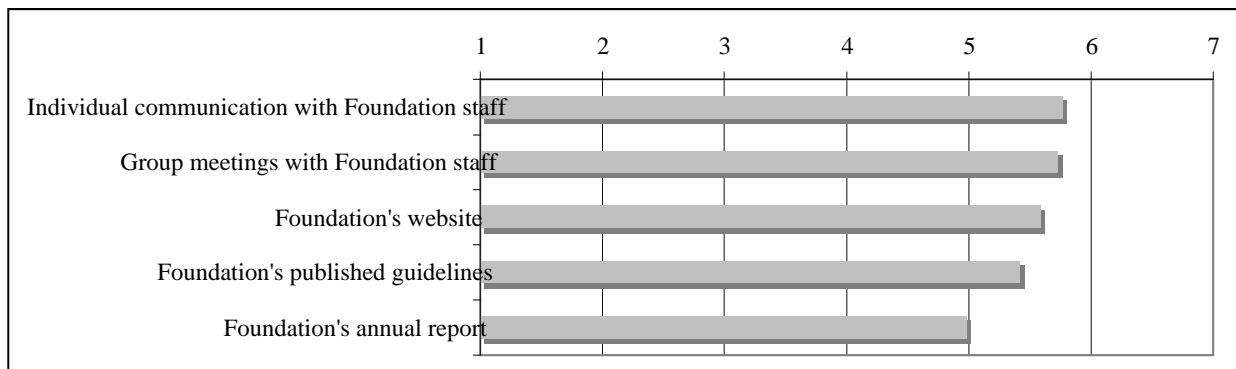 1 2 3 4 5 6 7
Individual communication with Foundation staff
Group meetings with Foundation staff
Foundation's website
Foundation's published guidelines
Foundation's annual report